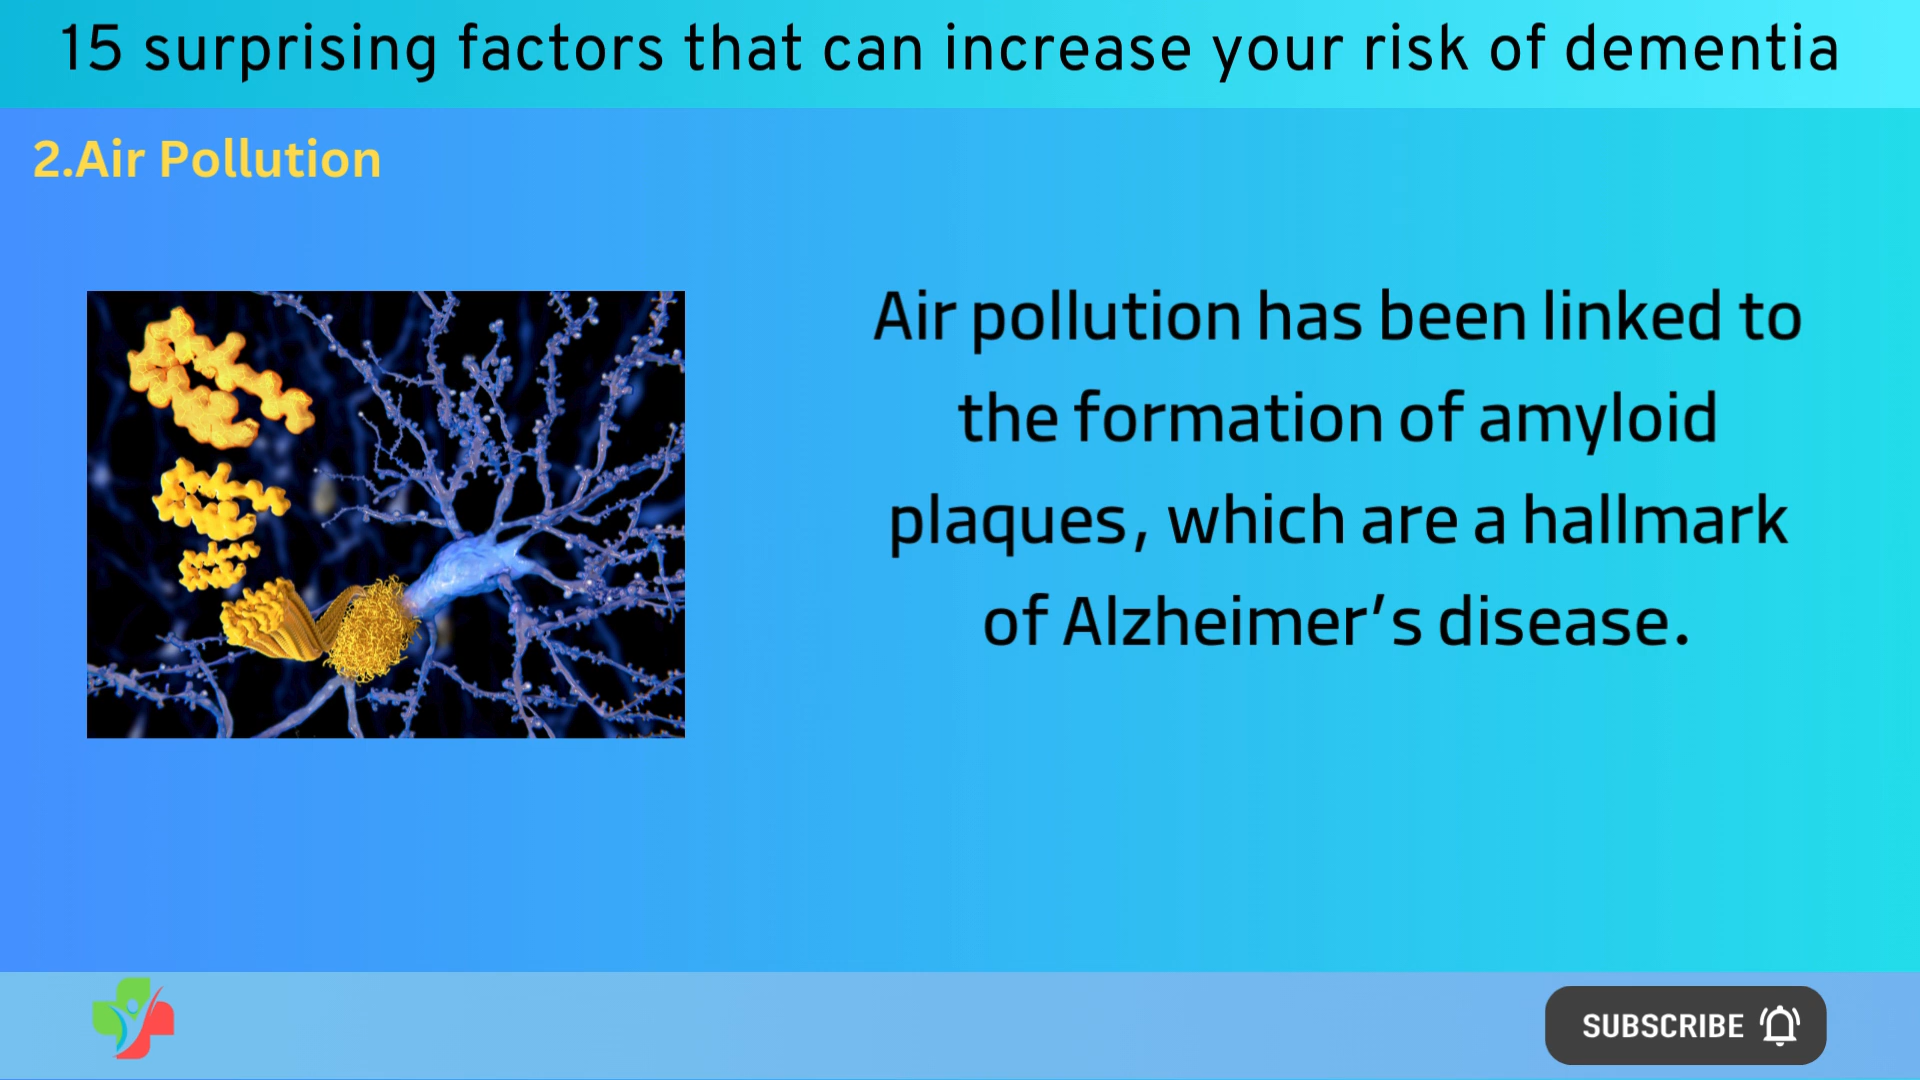 15 surprising factors that can increase your risk of dementia
2.Air Pollution
Air pollution has been linked to
the formation of amyloid
plaques, which are a hallmark
of Alzheimer’s disease.
SUBSCRIBE